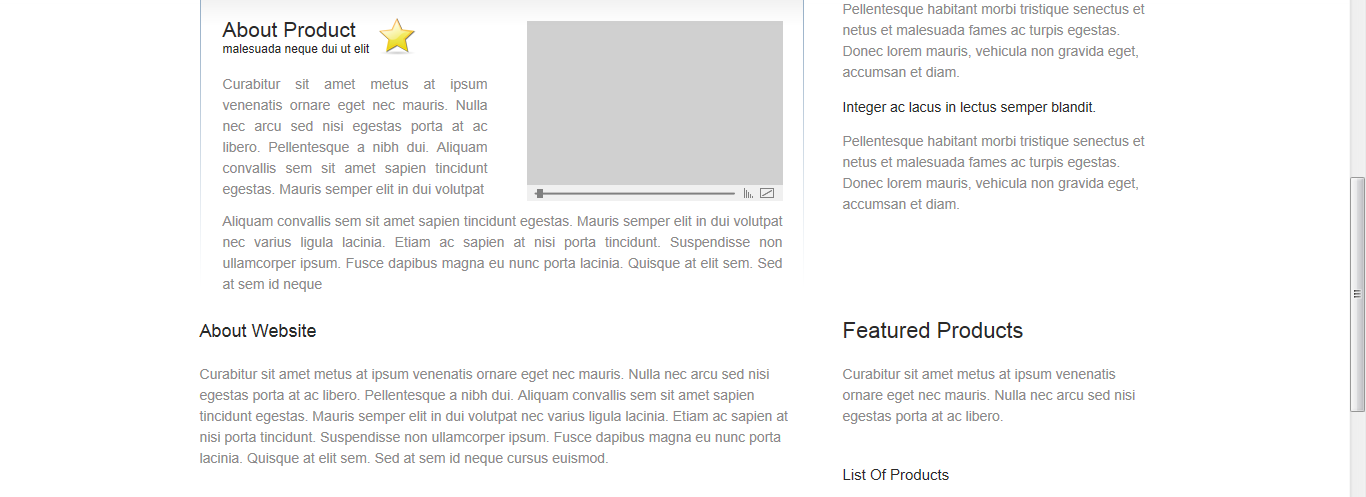 About Product
malesuada neque dui ut elit
Curabitur sit amet metus at ipsum
venenatis ornare eget nec mauris. Nulla
nec arcu sed nisi egestas porta at ac
libero. Pellentesque a nibh dui. Aliquam
convallis sem sit amet sapien tincidunt
egestas. Mauris semper elit in dui volutpat
Aliquam convallis sem sit amet sapien tincidunt egestas. Mauris semper elit in dui volutpat
nec varius ligula lacinia. Etiam ac sapien at nisi porta tincidunt. Suspendisse non
ullamcorper ipsum. Fusce dapibus magna eu nunc porta lacinia. Quisque at elit sem. Sed
at sem id neque
About Website
Curabitur sit amet metus at ipsum venenatis ornare eget nec mauris. Nulla nec arcu sed nisi
egestas porta at ac libero. Pellentesque a nibh dui. Aliquam convallis sem sit amet sapien
tincidunt egestas. Mauris semper elit in dui volutpat nec varius ligula lacinia. Etiam ac sapien at
nisi porta tincidunt. Suspendisse non ullamcorper ipsum. Fusce dapibus magna eu nunc porta
lacinia. Quisque at elit sem. Sed at sem id neque cursus euismod.
Pellentesque habitant morbi tristique senectus et
netus et malesuada fames ac turpis egestas.
Donec lorem mauris, vehicula non gravida eget,
accumsan et diam.
Integer ac lacus in lectus semper blandit.
Pellentesque habitant morbi tristique senectus et
netus et malesuada fames ac turpis egestas.
Donec lorem mauris, vehicula non gravida eget,
accumsan et diam.
Featured Products
Curabitur sit amet metus at ipsum venenatis
ornare eget nec mauris. Nulla nec arcu sed nisi
egestas porta at ac libero.
List Of Products